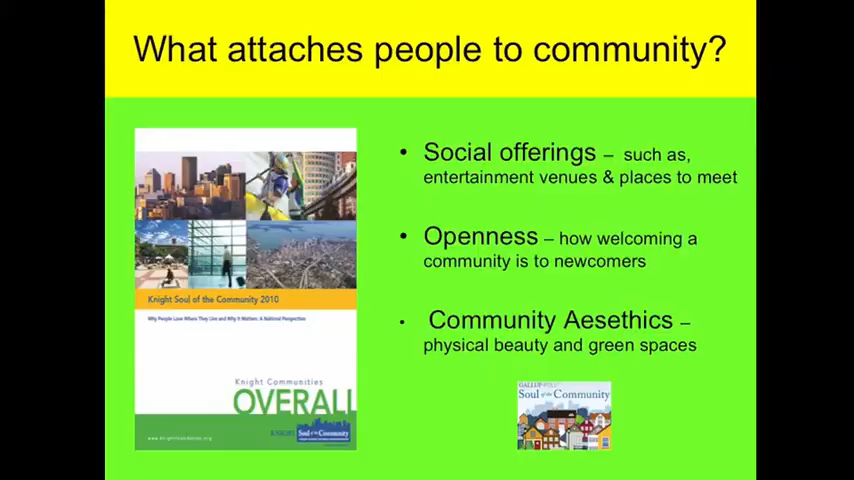 What attaches people to community?
• Social offerings – such as,
entertainment venues & places to meet
• Openness – how welcoming a
community is to newcomers
• Community Aesethics –
physical beauty and green spaces
Knight Soul of the Community 2010
Why People Love Where They Live and Why It Matters: A National Perspective
Knight Communities
OVERALL
Soul of the Community
www.knightfoundation.org
GALLUP
Soul of the Community